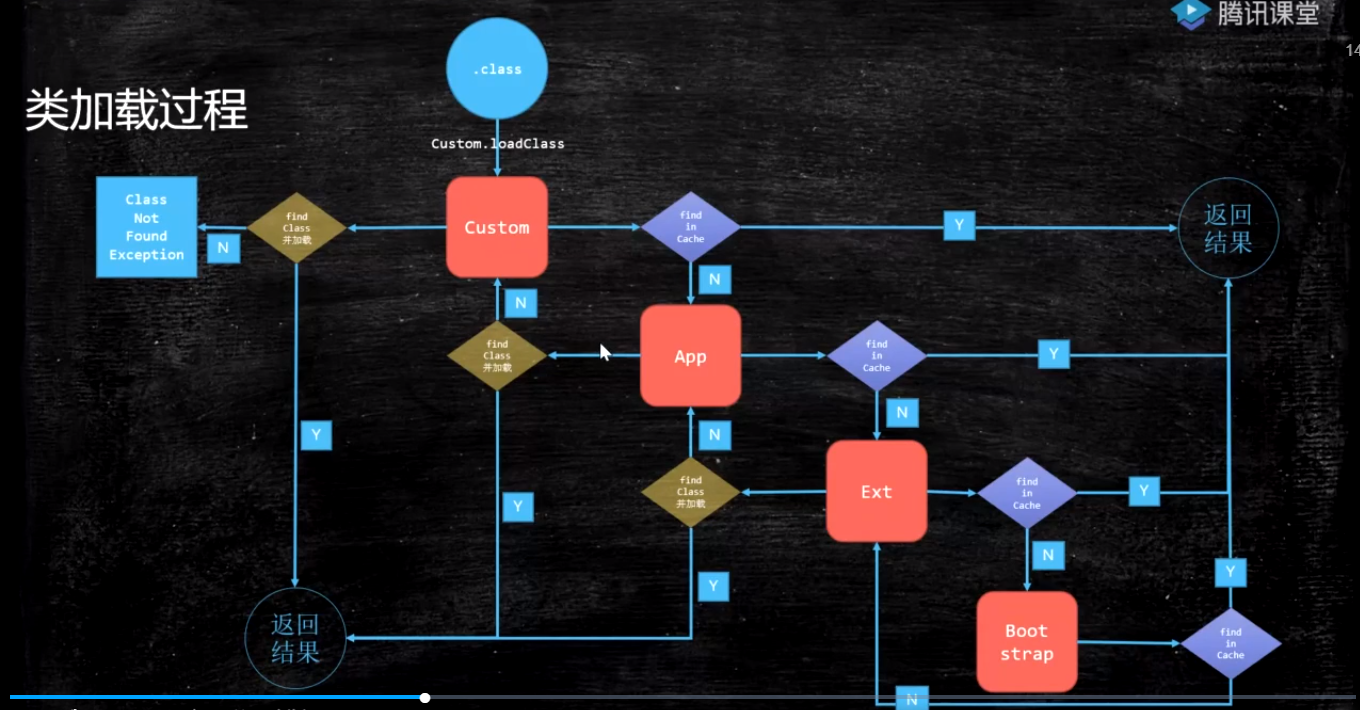 腾讯课堂
14
.class
类加载过程
Custom.loadClass
Class
Not
Found
Exception
N
find
Class
并加载
Custom
find
in
Cache
Y
返回
结果
N
N
find
Class
并加载
App
find
in
Cache
Y
Y
N
N
find
Class
并加载
Ext
find
in
Cache
Y
Y
N
Y
Y
返回
结果
Boot
strap
find
in
Cache
N